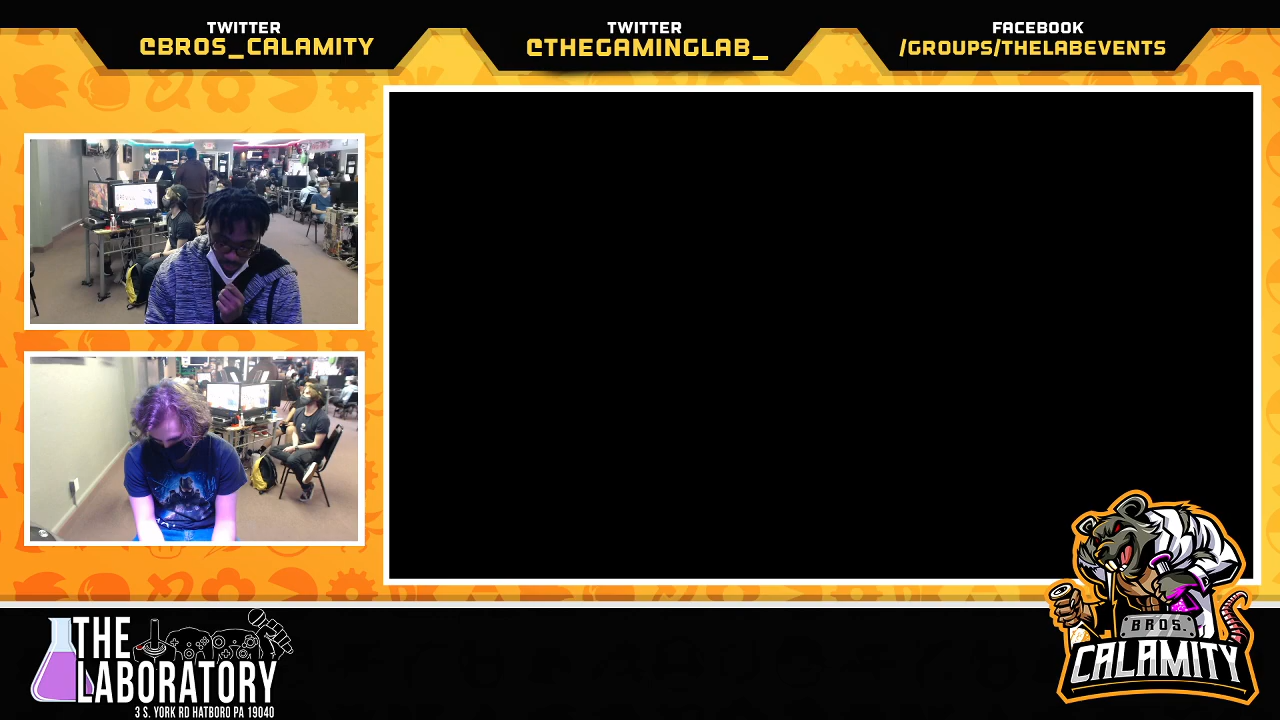 TWITTER
@BROS_CALAMITY
TWITTER
@THEGAMINGLAB_
FACEBOOK
/GROUPS/THELABEVENTS
THE
LABORATORY
3 S. YORK RD HATBORO PA 19040
BROS.
CALAMITY